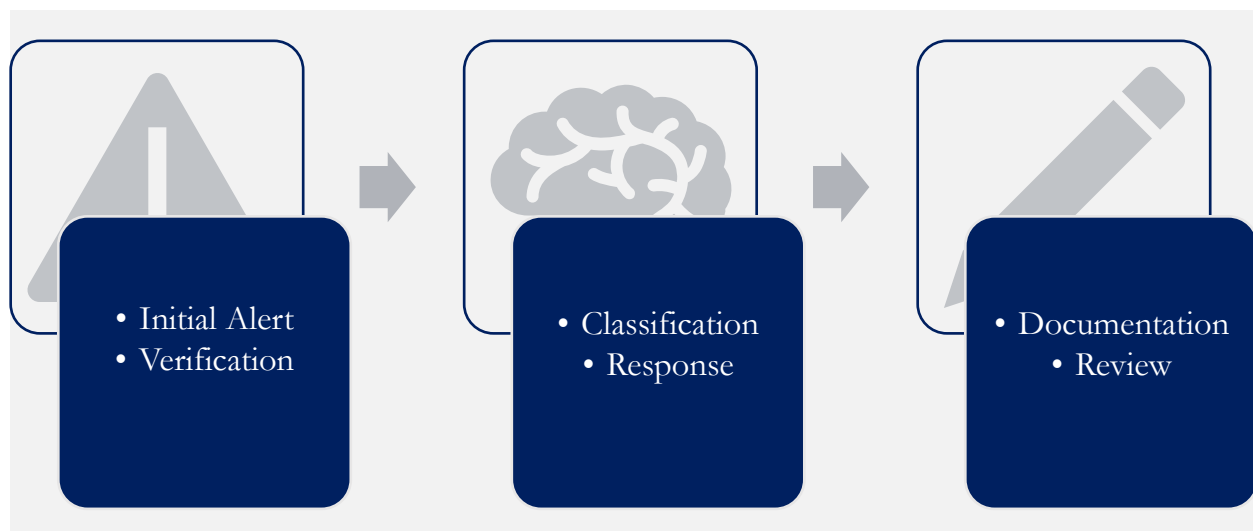 • Initial Alert
• Verification
• Classification
• Response
• Documentation
• Review